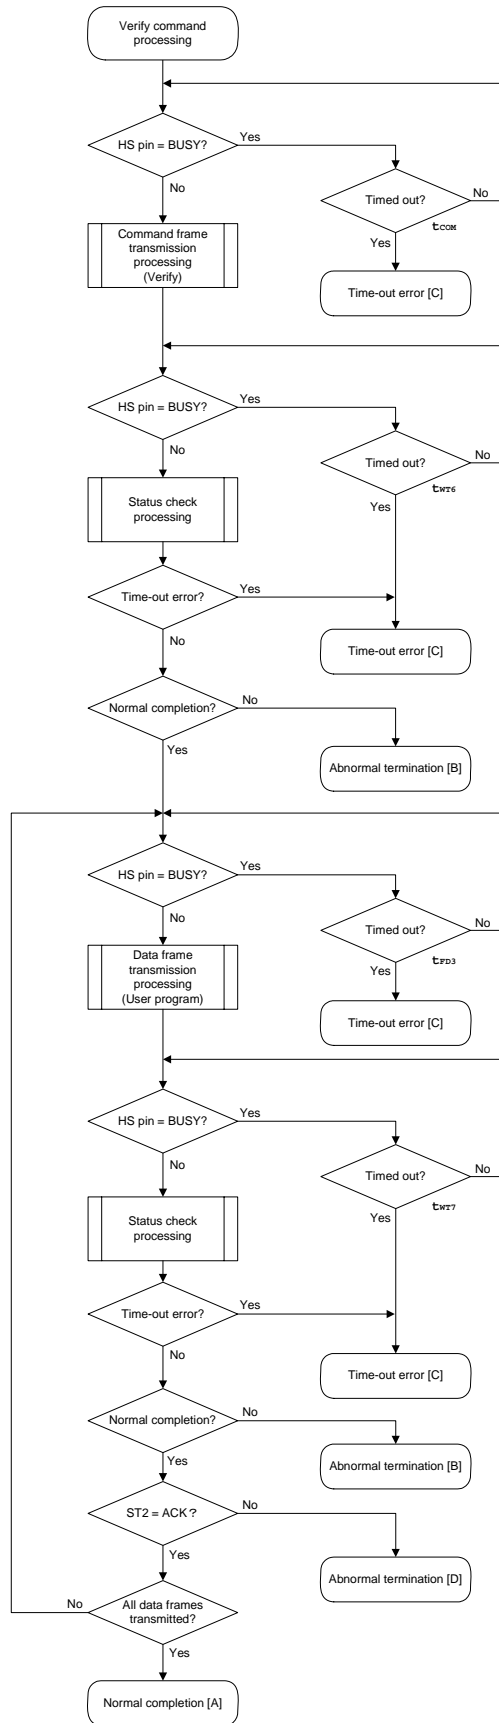 Verify command
processing
HS pin = BUSY?
Yes
No
Timed out?
No
tCOM
Yes
Command frame
transmission
processing
(Verify)
Time-out error [C]
HS pin = BUSY?
Yes
No
Timed out?
No
tWT6
Yes
Status check
processing
Time-out error?
Yes
No
Time-out error [C]
Normal completion?
No
Yes
Abnormal termination [B]
HS pin = BUSY?
Yes
No
Timed out?
No
tFD3
Yes
Data frame
transmission
processing
(User program)
Time-out error [C]
HS pin = BUSY?
Yes
No
Timed out?
No
tWT7
Yes
Status check
processing
Time-out error?
Yes
No
Time-out error [C]
Normal completion?
No
Yes
Abnormal termination [B]
ST2 = ACK?
No
Yes
Abnormal termination [D]
All data frames
transmitted?
No
Yes
Normal completion [A]